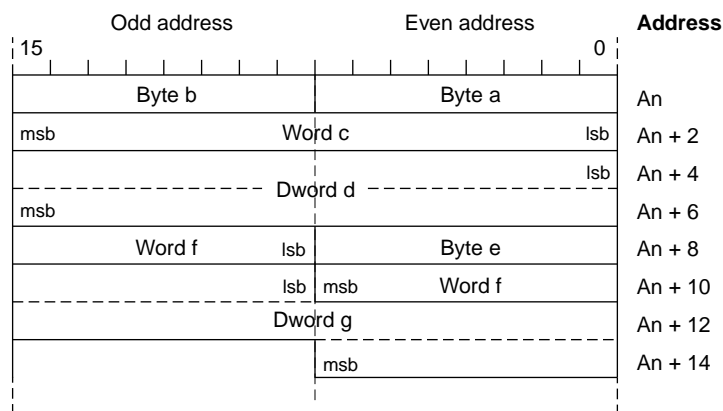 Odd address Even address Address
15 0
Byte b Byte a An
msb Word c lsb An + 2
lsb An + 4
Dword d
msb An + 6
Word f lsb Byte e An + 8
lsb msb Word f An + 10
Dword g An + 12
msb An + 14